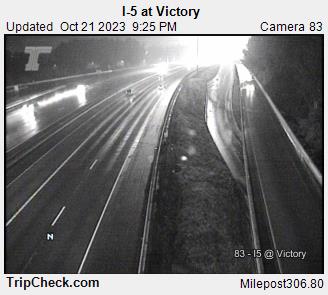 I-5 at Victory
Updated  Oct 21 2023  9:25 PM
Camera 83
T
N
83 - I5 @ Victory
TripCheck.com
Milepost306.80